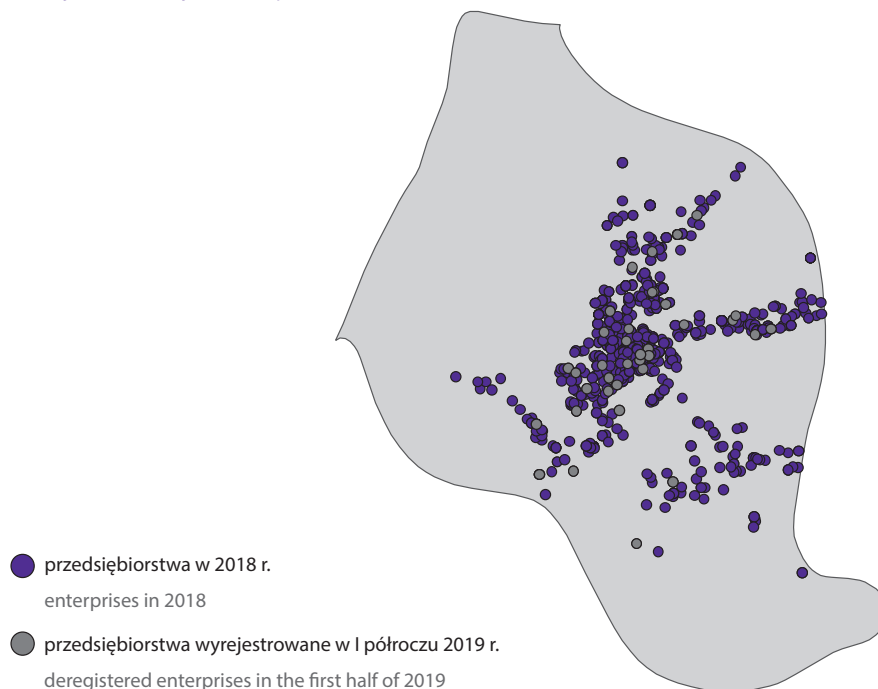 przedsiębiorstwa w 2018 r.
enterprises in 2018
przedsiębiorstwa wyrejestrowane w I półroczu 2019 r.
deregistered enterprises in the first half of 2019